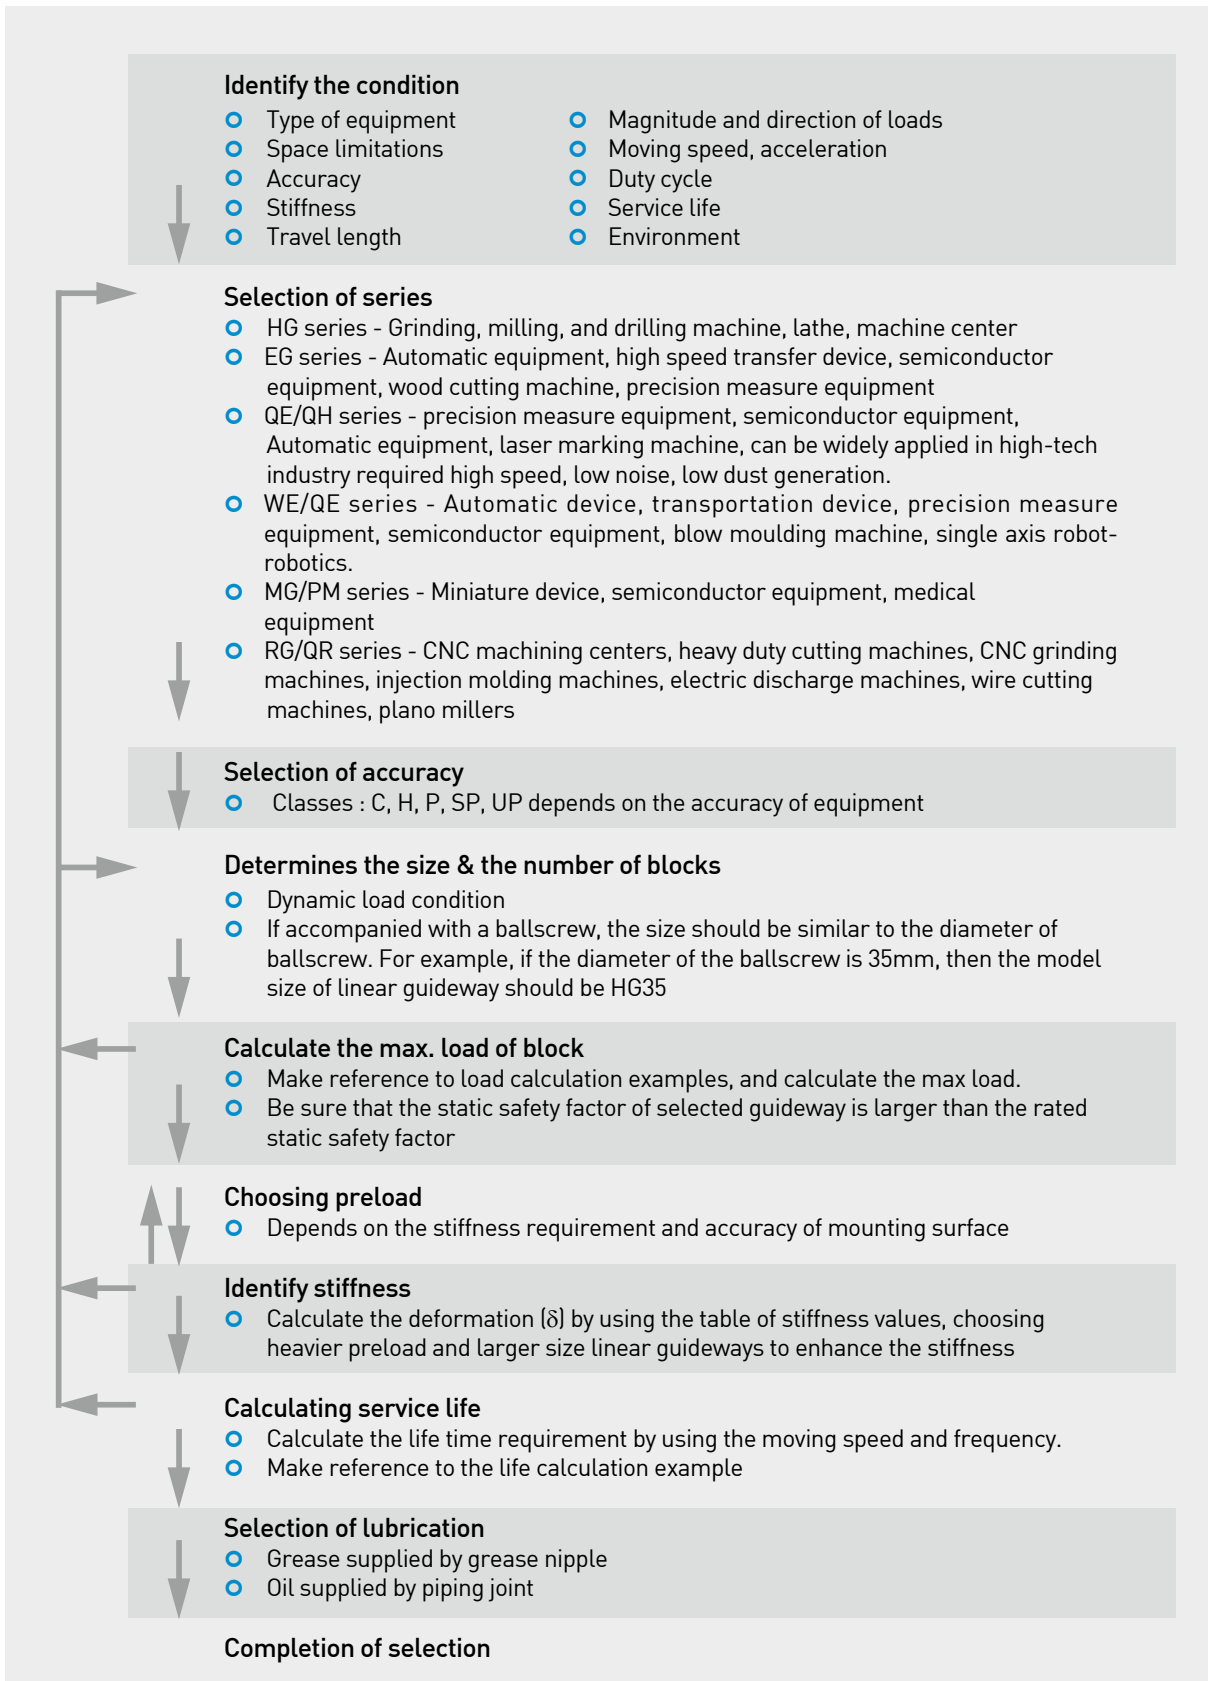 Identify the condition
Type of equipment
Space limitations
Accuracy
Stiffness
Travel length
Magnitude and direction of loads
Moving speed, acceleration
Duty cycle
Service life
Environment
Selection of series
HG series - Grinding, milling, and drilling machine, lathe, machine center
EG series - Automatic equipment, high speed transfer device, semiconductor
equipment, wood cutting machine, precision measure equipment
QE/QH series - precision measure equipment, semiconductor equipment,
Automatic equipment, laser marking machine, can be widely applied in high-tech
industry required high speed, low noise, low dust generation.
WE/QE series - Automatic device, transportation device, precision measure
equipment, semiconductor equipment, blow moulding machine, single axis robot-
robotics.
MG/PM series - Miniature device, semiconductor equipment, medical
equipment
RG/QR series - CNC machining centers, heavy duty cutting machines, CNC grinding
machines, injection molding machines, electric discharge machines, wire cutting
machines, plano millers
Selection of accuracy
Classes : C, H, P, SP, UP depends on the accuracy of equipment
Determines the size & the number of blocks
Dynamic load condition
If accompanied with a ballscrew, the size should be similar to the diameter of
ballscrew. For example, if the diameter of the ballscrew is 35mm, then the model
size of linear guideway should be HG35
Calculate the max. load of block
Make reference to load calculation examples, and calculate the max load.
Be sure that the static safety factor of selected guideway is larger than the rated
static safety factor
Choosing preload
Depends on the stiffness requirement and accuracy of mounting surface
Identify stiffness
Calculate the deformation (δ) by using the table of stiffness values, choosing
heavier preload and larger size linear guideways to enhance the stiffness
Calculating service life
Calculate the life time requirement by using the moving speed and frequency.
Make reference to the life calculation example
Selection of lubrication
Grease supplied by grease nipple
Oil supplied by piping joint
Completion of selection